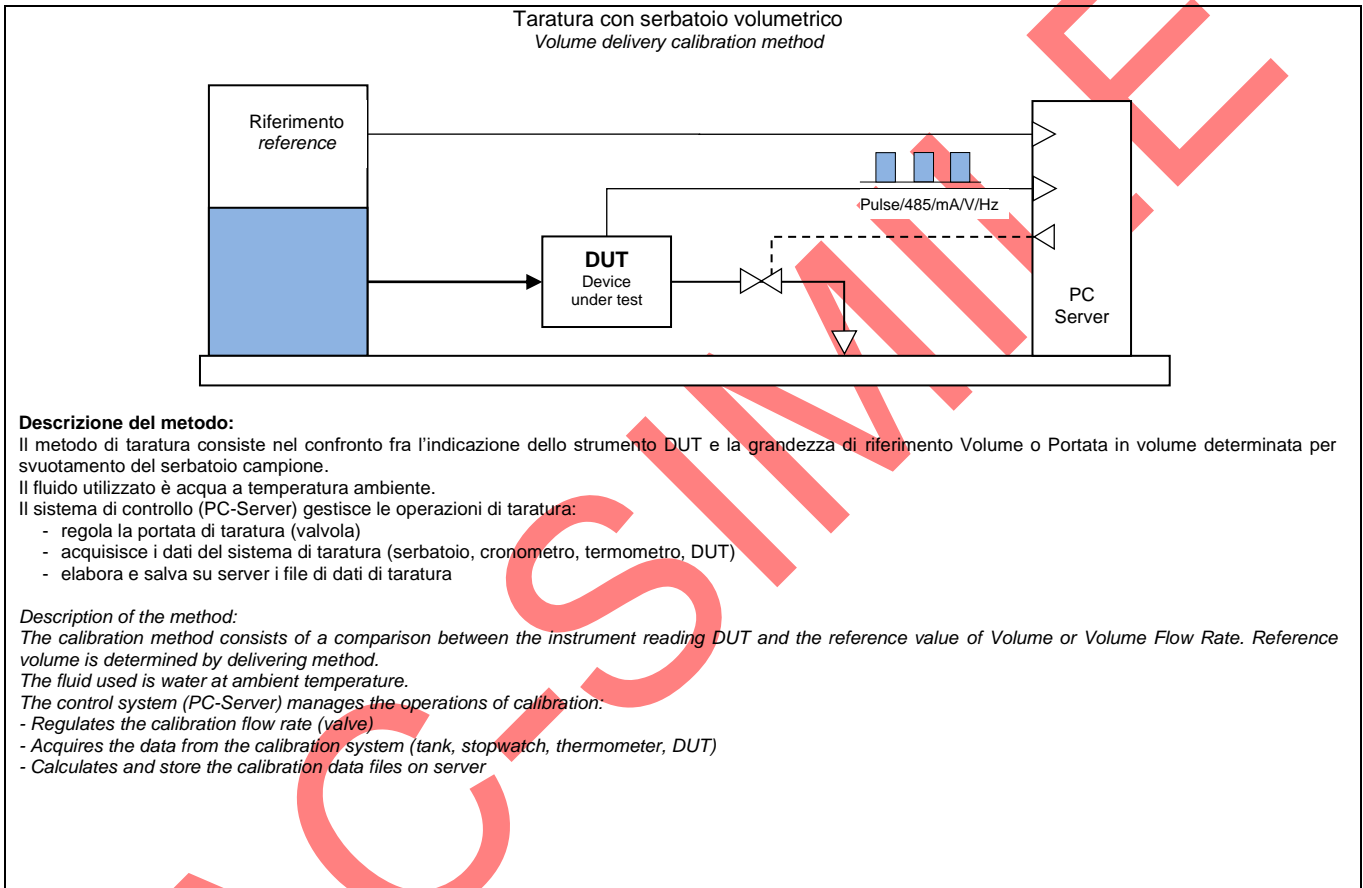 Taratura con serbatoio volumetrico
Volume delivery calibration method
Riferimento
reference
Pulse/485/mA/V/Hz
DUT
Device
under test
PC
Server
Descrizione del metodo:
Il metodo di taratura consiste nel confronto fra l'indicazione dello strumento DUT e la grandezza di riferimento Volume o Portata in volume determinata per
svuotamento del serbatoio campione.
Il fluido utilizzato è acqua a temperatura ambiente.
Il sistema di controllo (PC-Server) gestisce le operazioni di taratura:
- regola la portata di taratura (valvola)
- acquisisce i dati del sistema di taratura (serbatoio, cronometro, termometro, DUT)
- elabora e salva su server i file di dati di taratura
Description of the method:
The calibration method consists of a comparison between the instrument reading DUT and the reference value of Volume or Volume Flow Rate. Reference
volume is determined by delivering method.
The fluid used is water at ambient temperature.
The control system (PC-Server) manages the operations of calibration:
- Regulates the calibration flow rate (valve)
- Acquires the data from the calibration system (tank, stopwatch, thermometer, DUT)
- Calculates and store the calibration data files on server
AC-SIMILE